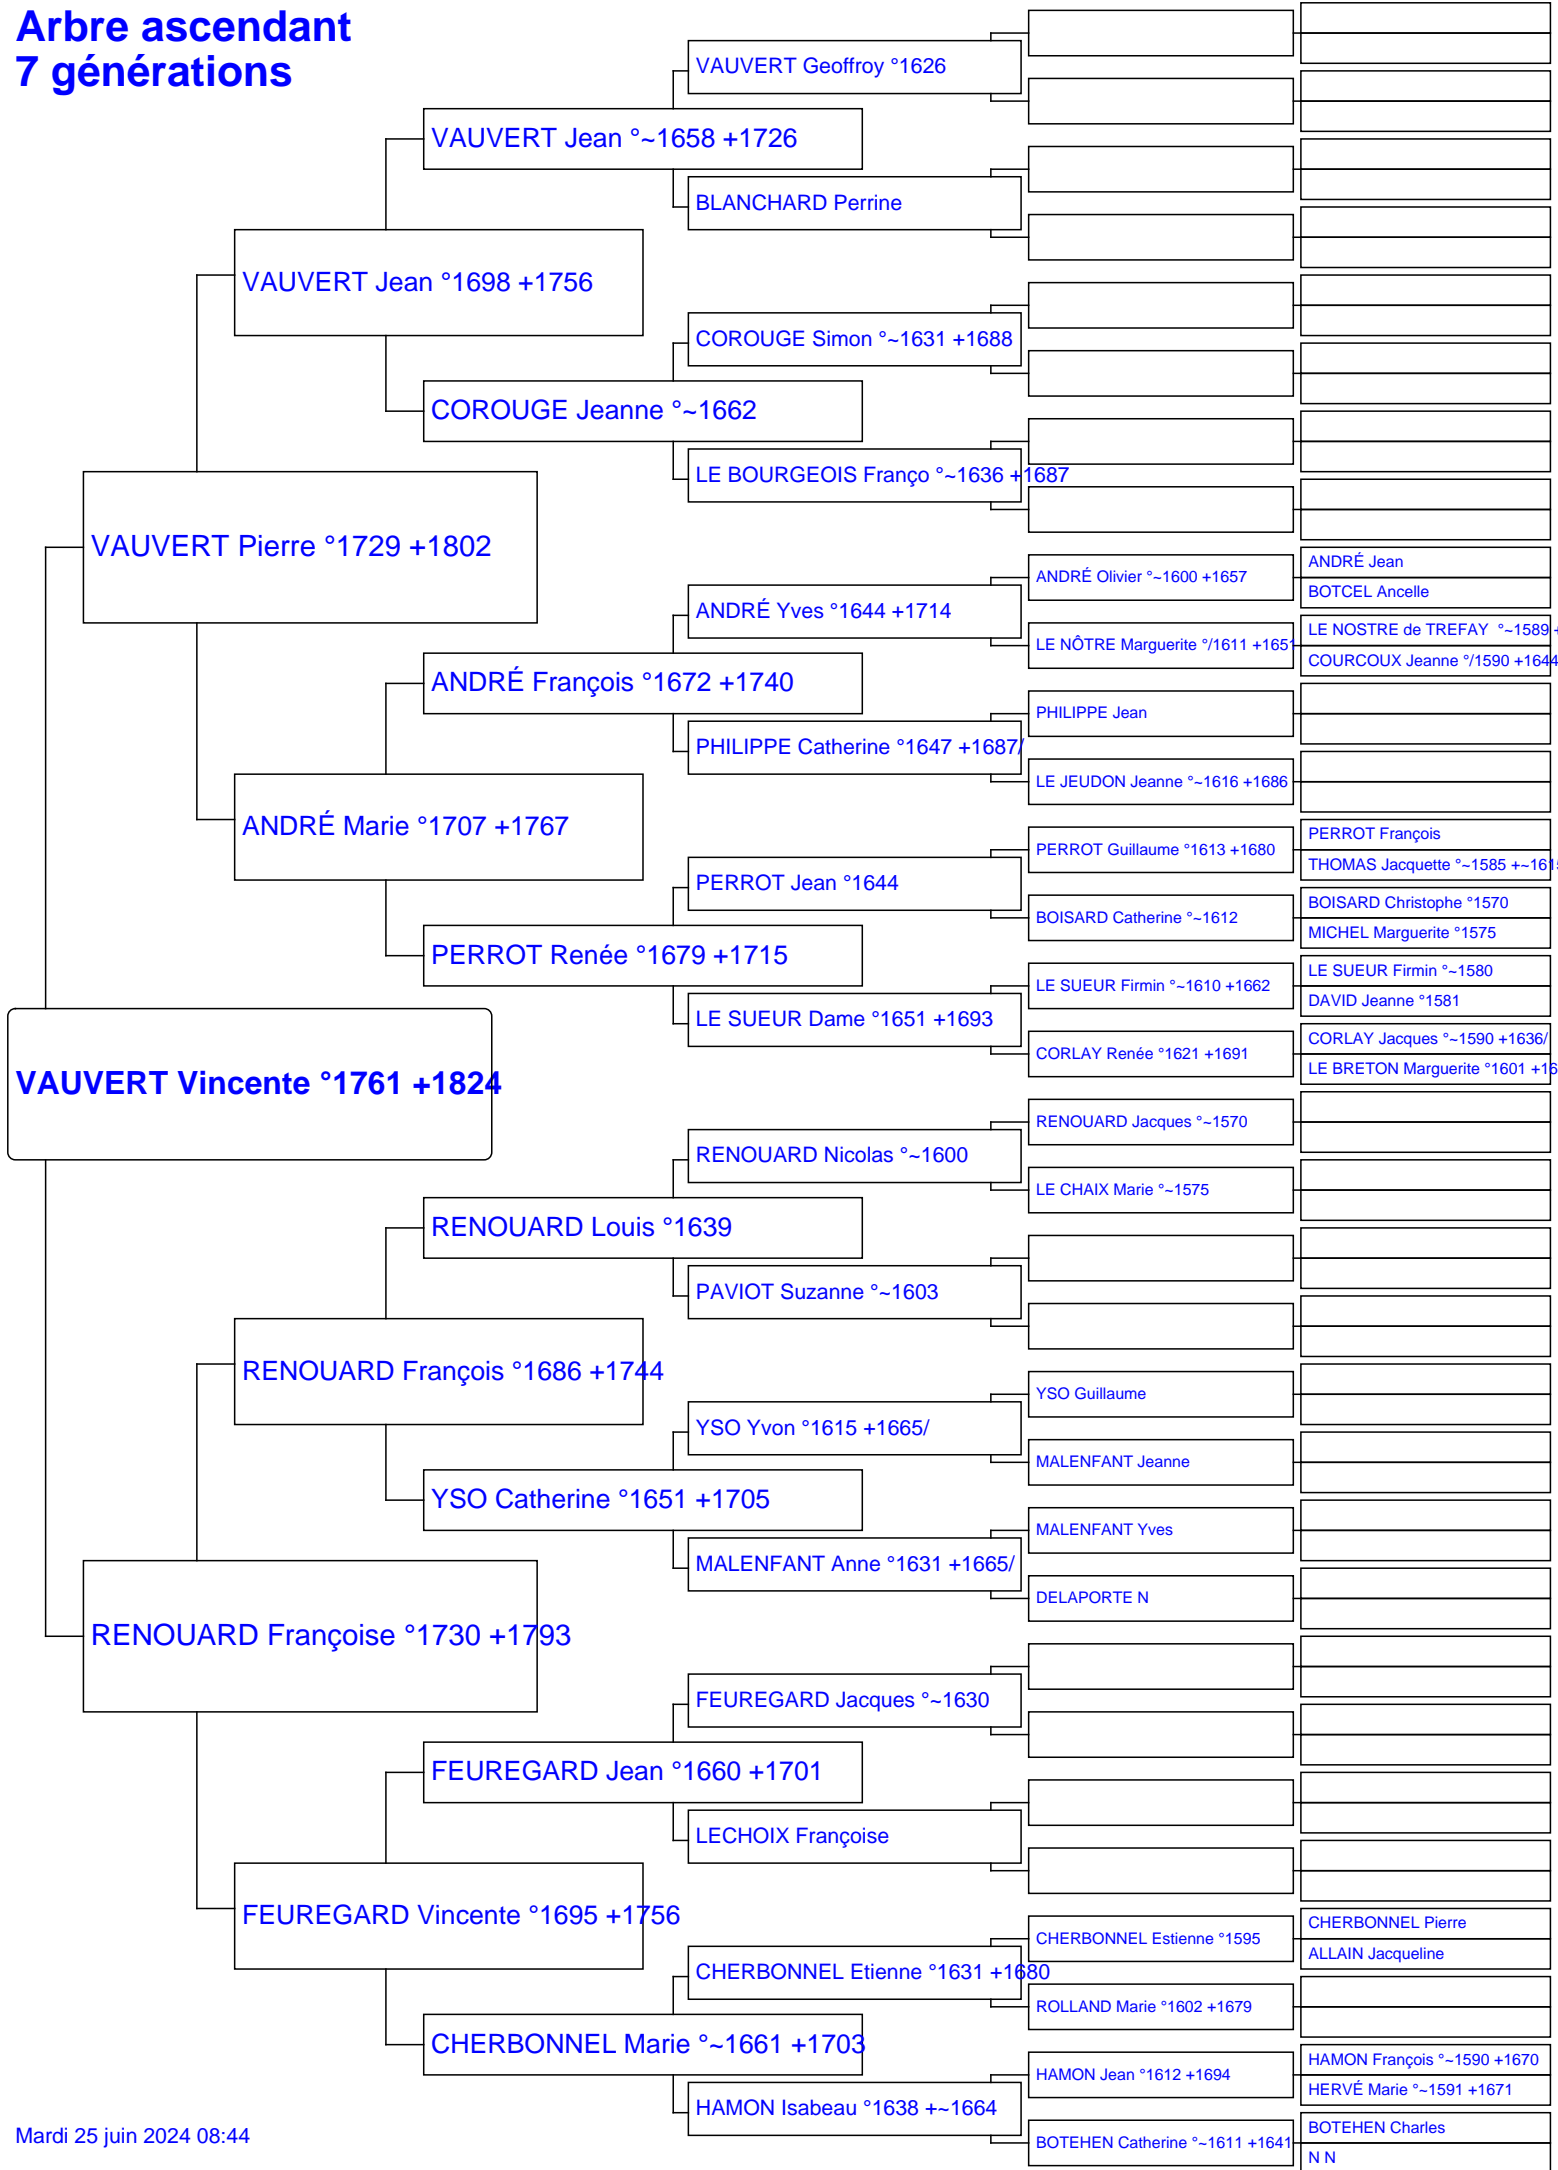 Arbre ascendant
7 générations
VAUVERT Geoffroy °1626
VAUVERT Jean °~1658 +1726
BLANCHARD Perrine
VAUVERT Jean °1698 +1756
COROUGE Simon °~1631 +1688
COROUGE Jeanne °~1662
LE BOURGEOIS Franço °~1636 +1687
VAUVERT Pierre °1729 +1802
ANDRÉ Jean
ANDRÉ Olivier °~1600 +1657
BOTCEL Ancelle
ANDRÉ Yves °1644 +1714
LE NOSTRE de TREFAY °~1589 +
LE NÔTRE Marguerite °/1611 +1651
COURCOUX Jeanne °/1590 +1644
ANDRÉ François °1672 +1740
PHILIPPE Jean
PHILIPPE Catherine °1647 +1687/
LE JEUDON Jeanne °~1616 +1686
ANDRÉ Marie °1707 +1767
PERROT François
PERROT Guillaume °1613 +1680
THOMAS Jacquette °~1585 +~1615
PERROT Jean °1644
BOISARD Christophe °1570
BOISARD Catherine °~1612
MICHEL Marguerite °1575
PERROT Renée °1679 +1715
LE SUEUR Firmin °~1580
LE SUEUR Firmin °~1610 +1662
DAVID Jeanne °1581
LE SUEUR Dame °1651 +1693
CORLAY Jacques °~1590 +1636/
CORLAY Renée °1621 +1691
LE BRETON Marguerite °1601 +16
VAUVERT Vincente °1761 +1824
RENOUARD Jacques °~1570
RENOUARD Nicolas °~1600
LE CHAIX Marie °~1575
RENOUARD Louis °1639
PAVIOT Suzanne °~1603
RENOUARD François °1686 +1744
YSO Guillaume
YSO Yvon °1615 +1665/
MALENFANT Jeanne
YSO Catherine °1651 +1705
MALENFANT Yves
MALENFANT Anne °1631 +1665/
DELAPORTE N
RENOUARD Françoise °1730 +1793
FEUREGARD Jacques °~1630
FEUREGARD Jean °1660 +1701
LECHOIX Françoise
FEUREGARD Vincente °1695 +1756
CHERBONNEL Pierre
CHERBONNEL Estienne °1595
ALLAIN Jacqueline
CHERBONNEL Etienne °1631 +1680
ROLLAND Marie °1602 +1679
CHERBONNEL Marie °~1661 +1703
HAMON François °~1590 +1670
HAMON Jean °1612 +1694
HERVÉ Marie °~1591 +1671
HAMON Isabeau °1638 +~1664
BOTEHEN Charles
BOTEHEN Catherine °~1611 +1641
N N
Mardi 25 juin 2024 08:44